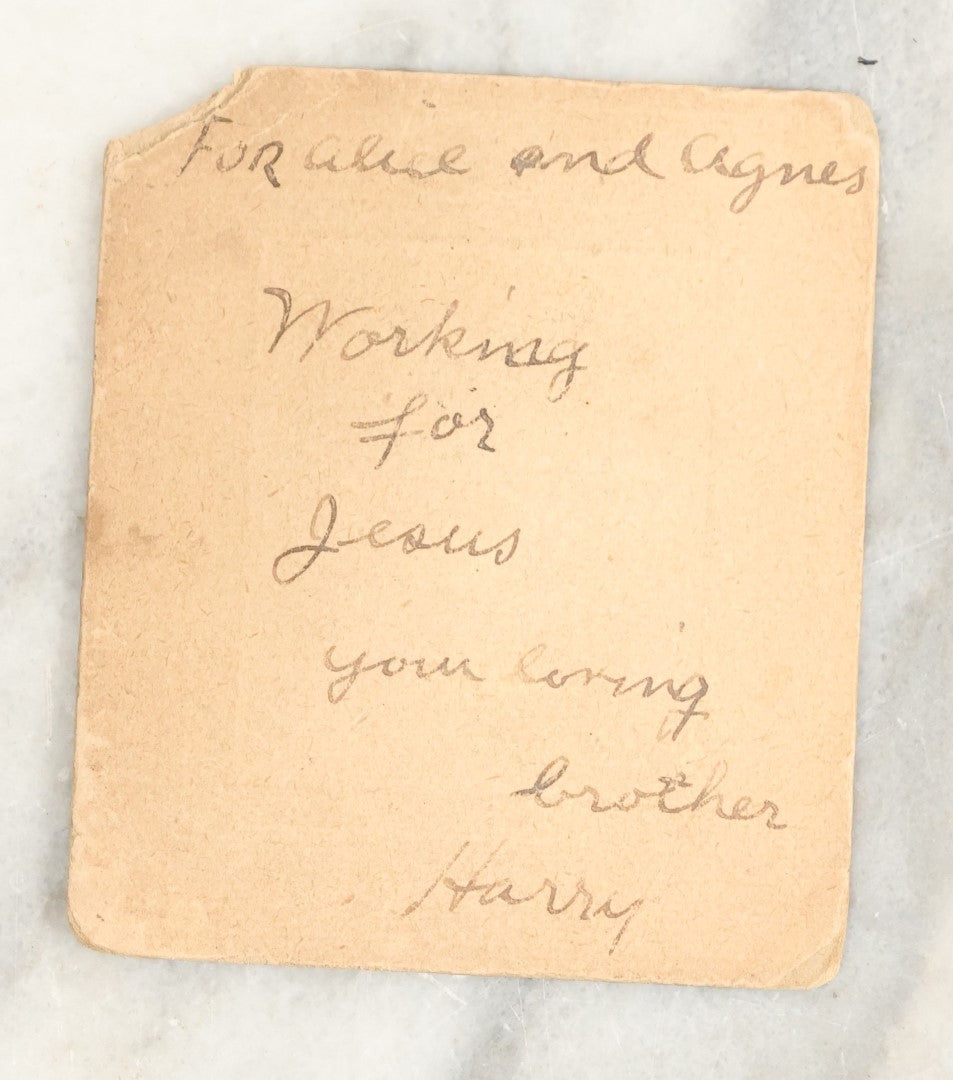 For Alice and Agnes
Working
for
Jesus
your loving
brother
Harry